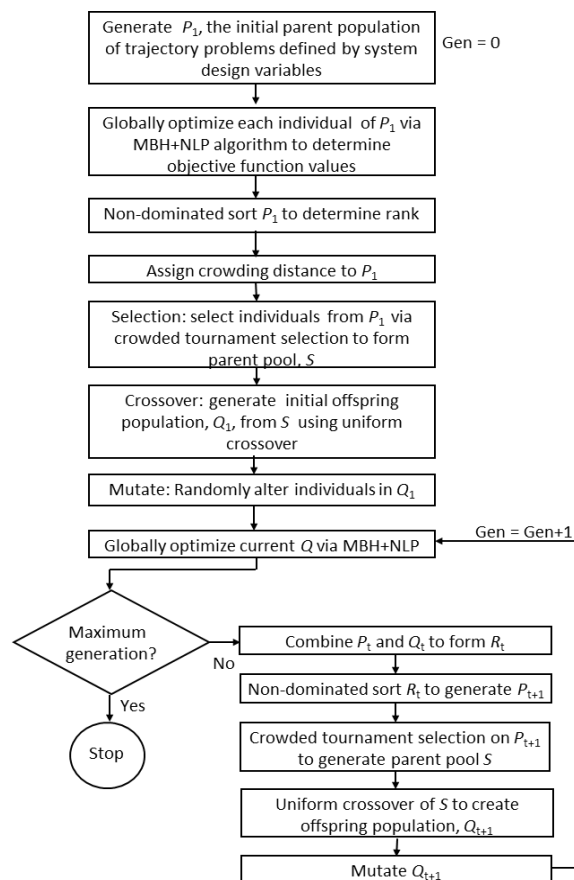 Generate P1, the initial parent population
of trajectory problems defined by system
design variables
Gen = 0
Globally optimize each individual of P1 via
MBH+NLP algorithm to determine
objective function values
Non-dominated sort P1 to determine rank
Assign crowding distance to P1
Selection: select individuals from P1 via
crowded tournament selection to form
parent pool, S
Crossover: generate initial offspring
population, Q1, from S using uniform
crossover
Mutate: Randomly alter individuals in Q1
Gen = Gen+1
Globally optimize current Q via MBH+NLP
Maximum
generation?
No
Yes
Stop
Combine Pt and Qt to form Rt
Non-dominated sort Rt to generate Pt+1
Crowded tournament selection on Pt+1
to generate parent pool S
Uniform crossover of S to create
offspring population, Qt+1
Mutate Qt+1